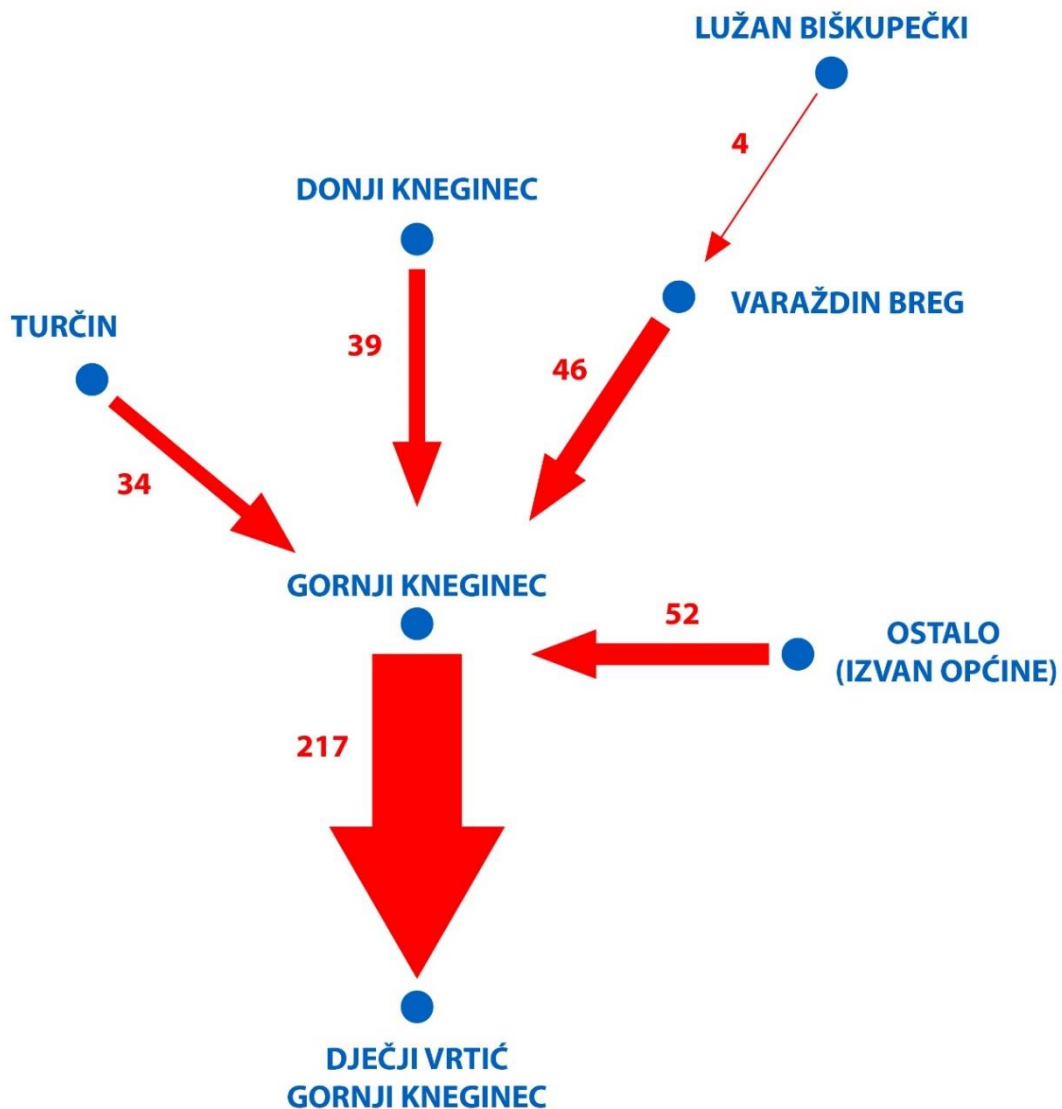 LUŽAN BIŠKUPEČKI
4
DONJI KNEGINEC
VARAŽDIN BREG
TURČIN
39
46
34
GORNJI KNEGINEC
52
OSTALO
(IZVAN OPĆINE)
217
DJEČJI VRTIĆ
GORNJI KNEGINEC